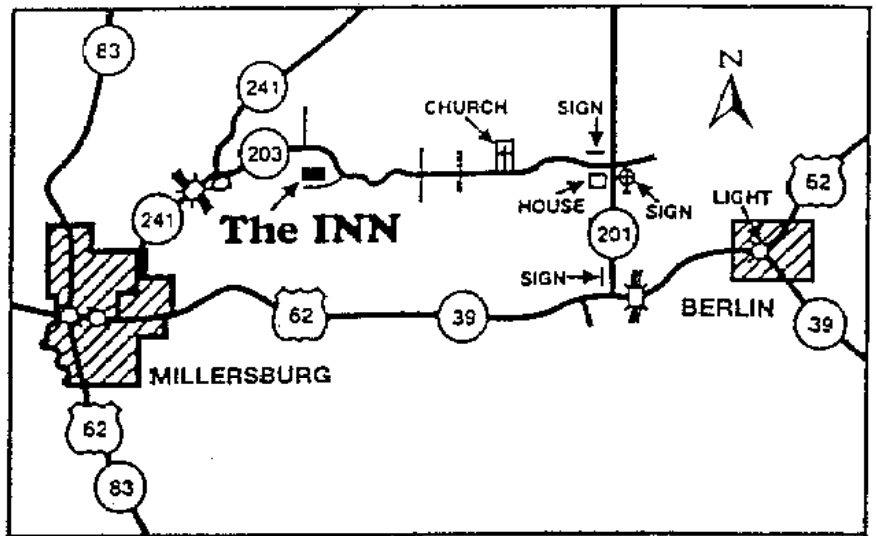 83
241
N
CHURCH
SIGN
203
62
HOUSE
SIGN
LIGHT
241
The INN
201
SIGN
BERLIN
62
39
39
MILLERSBURG
62
83